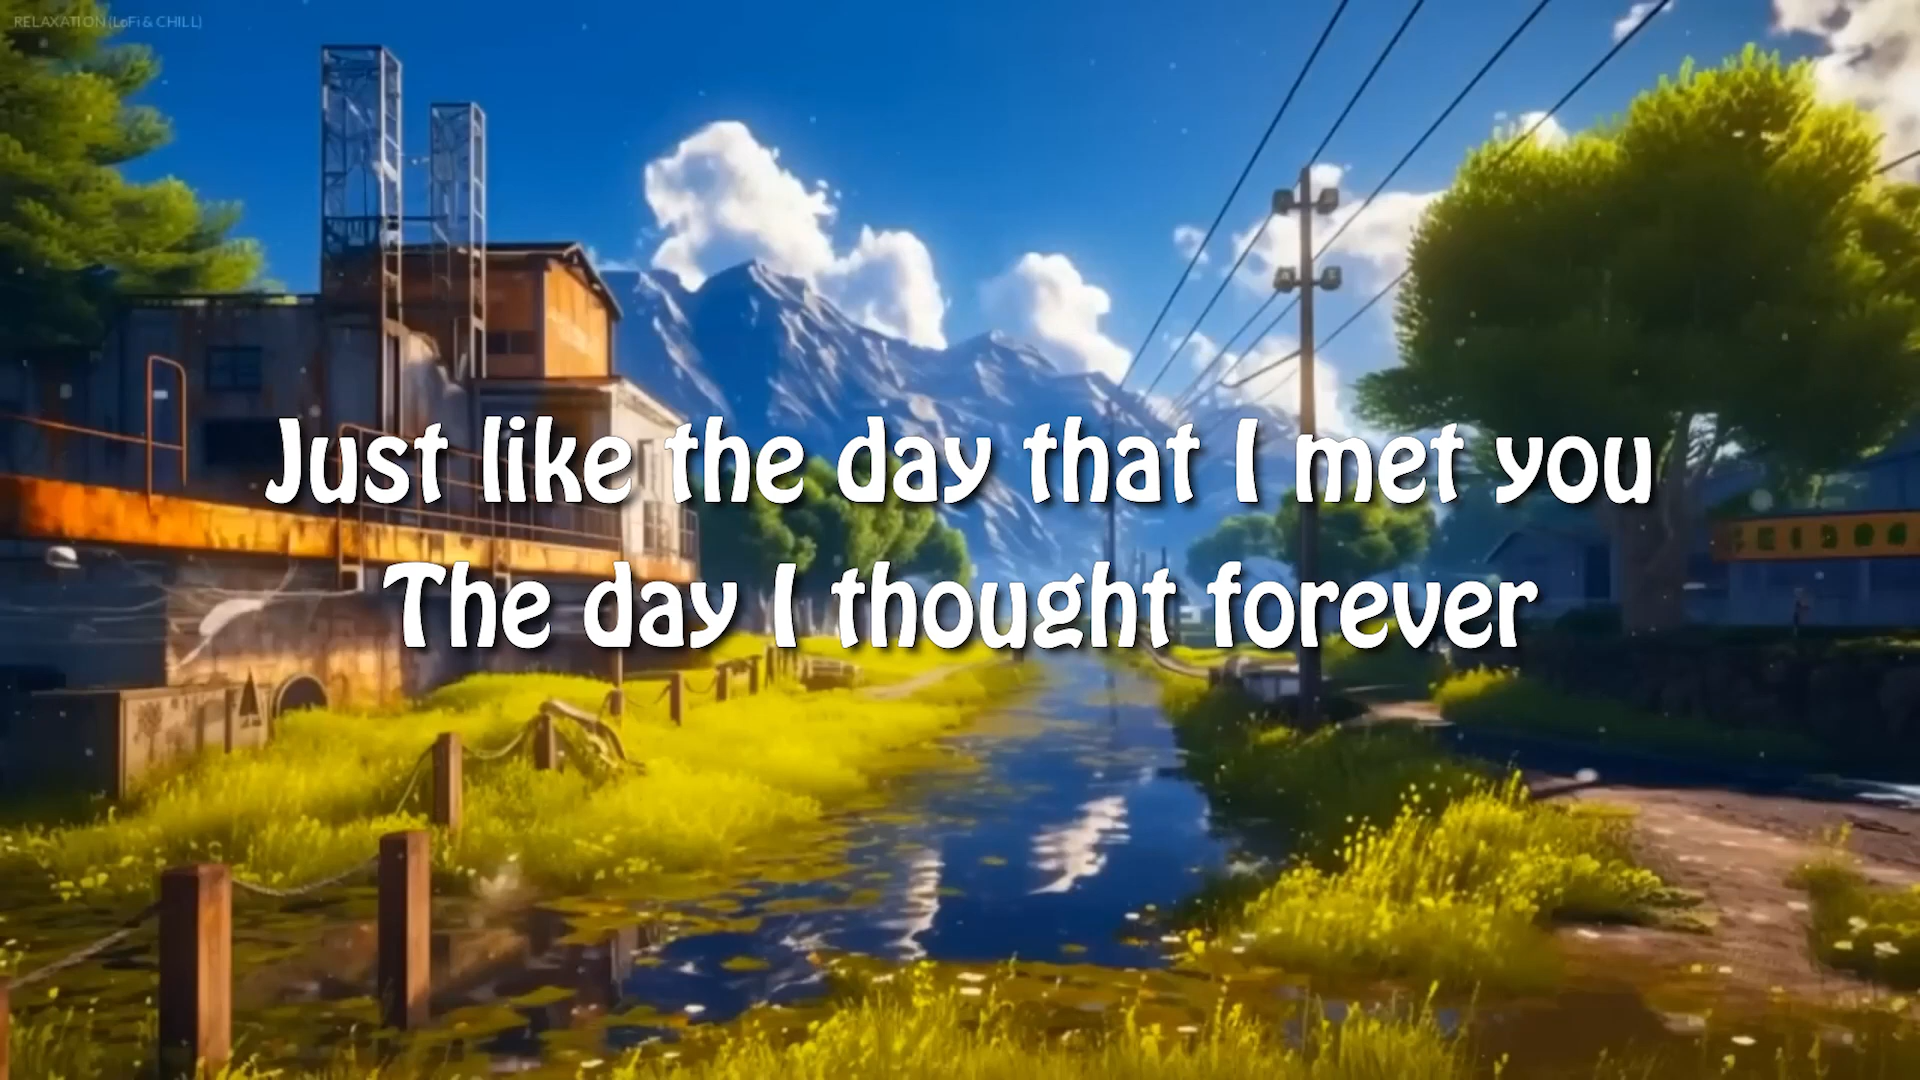 RELAXATION (LoFi & CHILL)
Just like the day that I met you
The day I thought forever